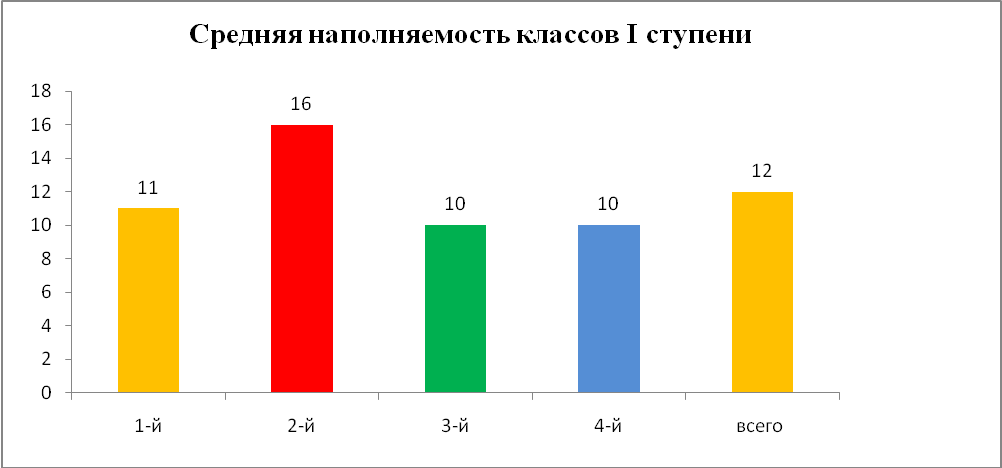 Средняя наполняемость классов I ступени
18
16
14
12
10
8
6
4
2
0
11
16
10
10
12
1-й
2-й
3-й
4-й
всего